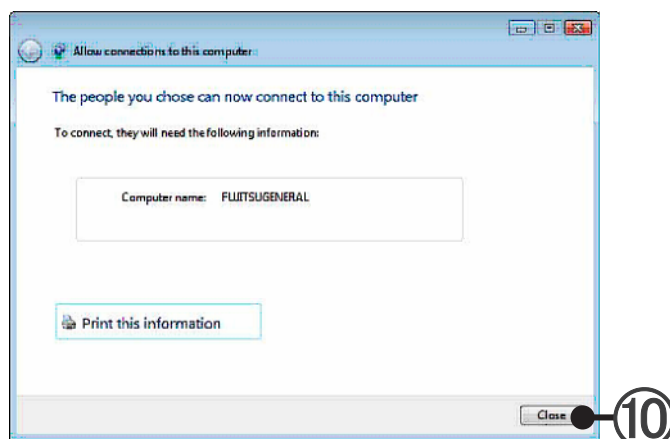 Allow connections to this computer
The people you chose can now connect to this computer
To connect, they will need the following information:
Computer name: FUJITSUGENERAL
Print this information
Close
⑩